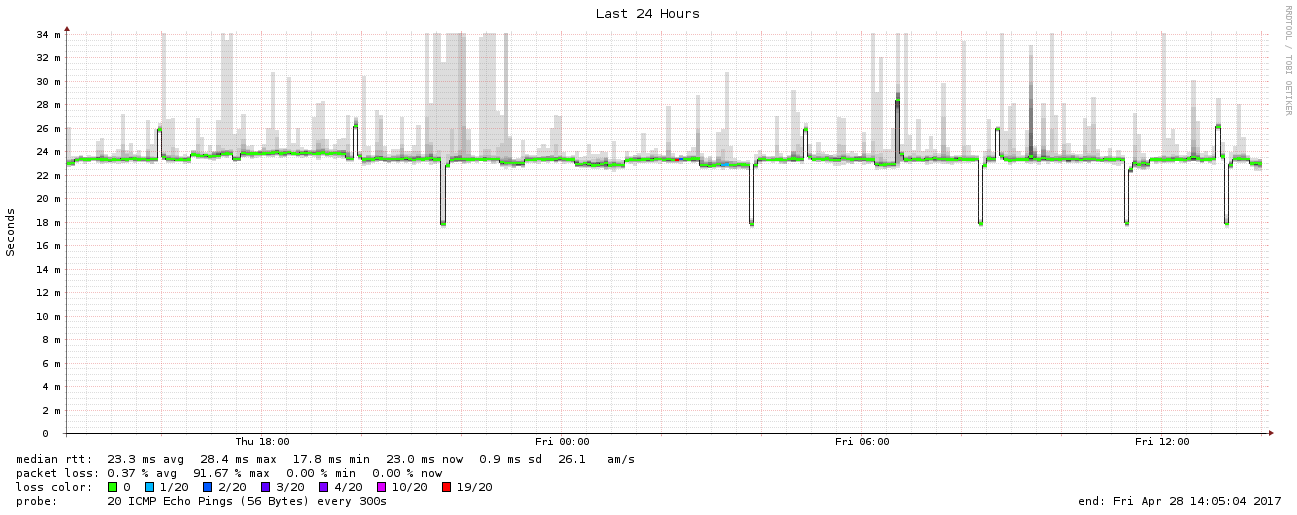 Last 24 Hours
RRDTOOL / TOBI OETIKER
Seconds
34 m
32 m
30 m
28 m
26 m
24 m
22 m
20 m
18 m
16 m
14 m
12 m
10 m
8 m
6 m
4 m
2 m
0
Thu 18:00 Fri 00:00 Fri 06:00 Fri 12:00
median rtt: 23.3 ms avg 28.4 ms max 17.8 ms min 23.0 ms now 0.9 ms sd 26.1 am/s
packet loss: 0.37 % avg 91.67 % max 0.00 % min 0.00 % now
loss color: 0 1/20 2/20 3/20 4/20 10/20 19/20
probe: 20 ICMP Echo Pings (56 Bytes) every 300s end: Fri Apr 28 14:05:04 2017